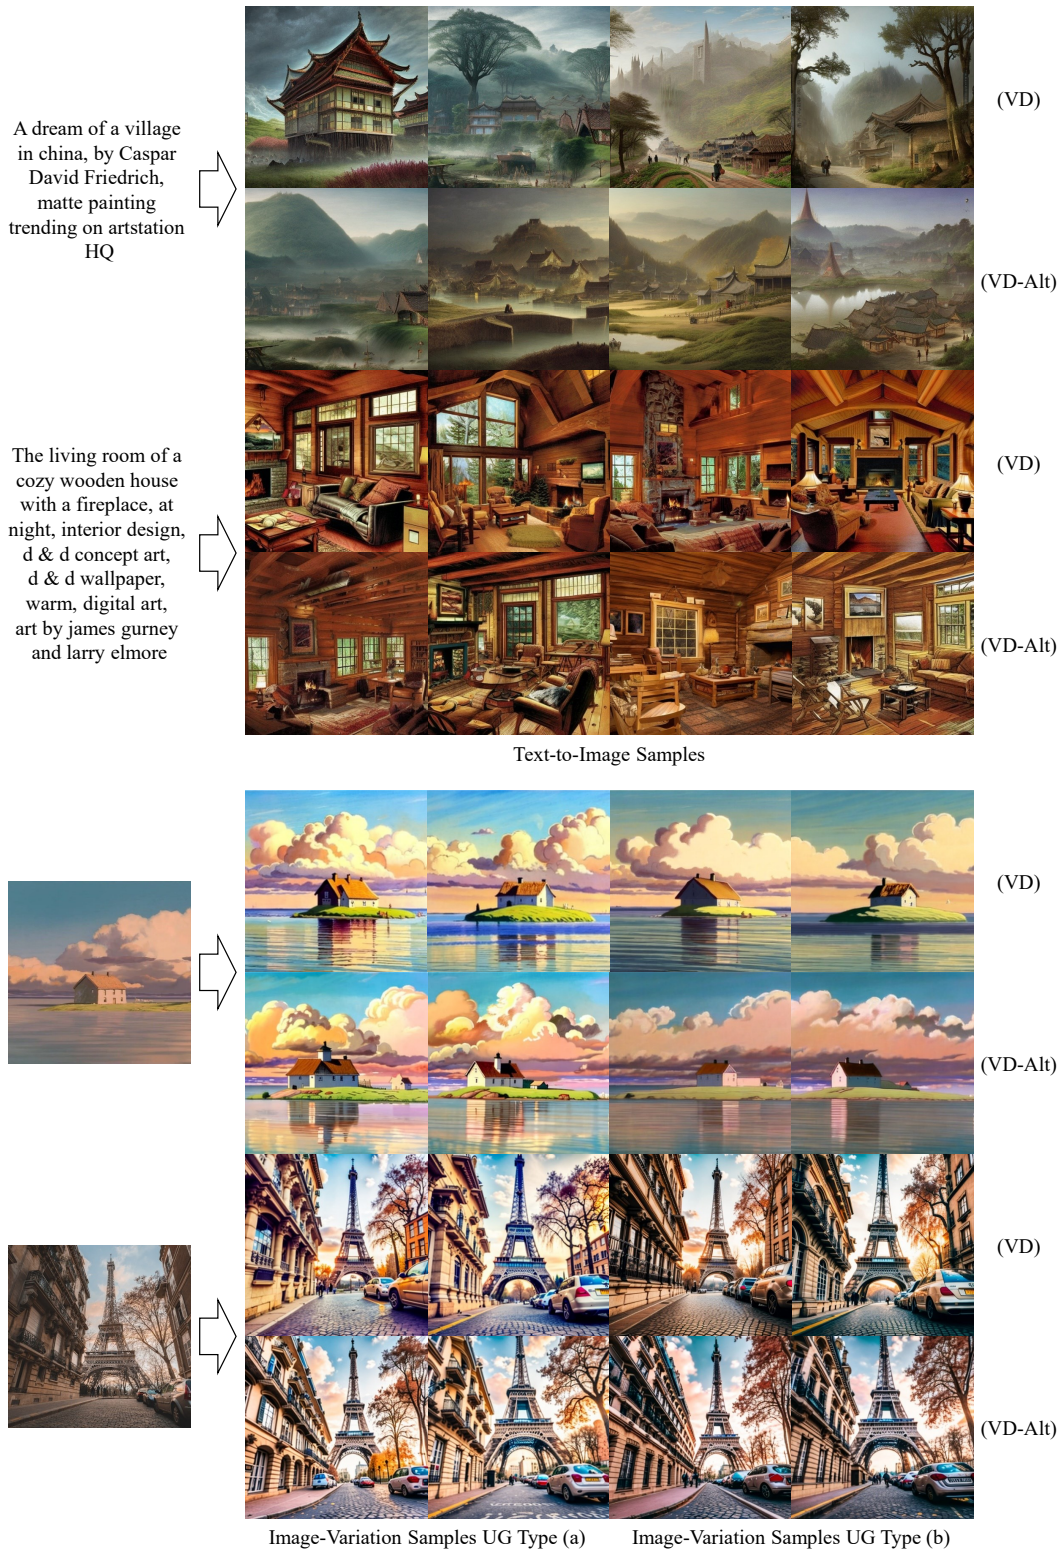 A dream of a village
in china, by Caspar
David Friedrich,
matte painting
trending on artstation
HQ
(VD)
(VD-Alt)
The living room of a
cozy wooden house
with a fireplace, at
night, interior design,
d & d concept art,
d & d wallpaper,
warm, digital art,
art by james gurney
and larry elmore
(VD)
(VD-Alt)
Text-to-Image Samples
(VD)
(VD-Alt)
(VD)
(VD-Alt)
Image-Variation Samples UG Type (a)
Image-Variation Samples UG Type (b)